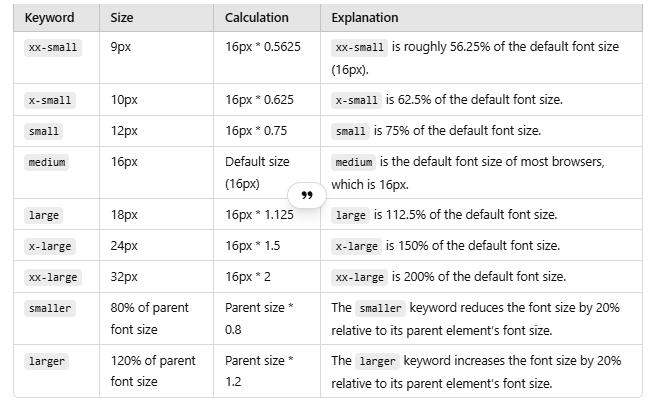 Keyword Size Calculation Explanation
xx-small 9px 16px * 0.5625 xx-small is roughly 56.25% of the default font size
(16px).
x-small 10px 16px * 0.625 x-small is 62.5% of the default font size.
small 12px 16px * 0.75 small is 75% of the default font size.
medium 16px Default size medium is the default font size of most browsers,
(16px) which is 16px.
”
large 18px 16px * 1.125 large is 112.5% of the default font size.
x-large 24px 16px * 1.5 x-large is 150% of the default font size.
xx-large 32px 16px * 2 xx-large is 200% of the default font size.
smaller 80% of parent Parent size * The smaller keyword reduces the font size by 20%
font size 0.8 relative to its parent element's font size.
larger 120% of parent Parent size * The larger keyword increases the font size by 20%
font size 1.2 relative to its parent element's font size.